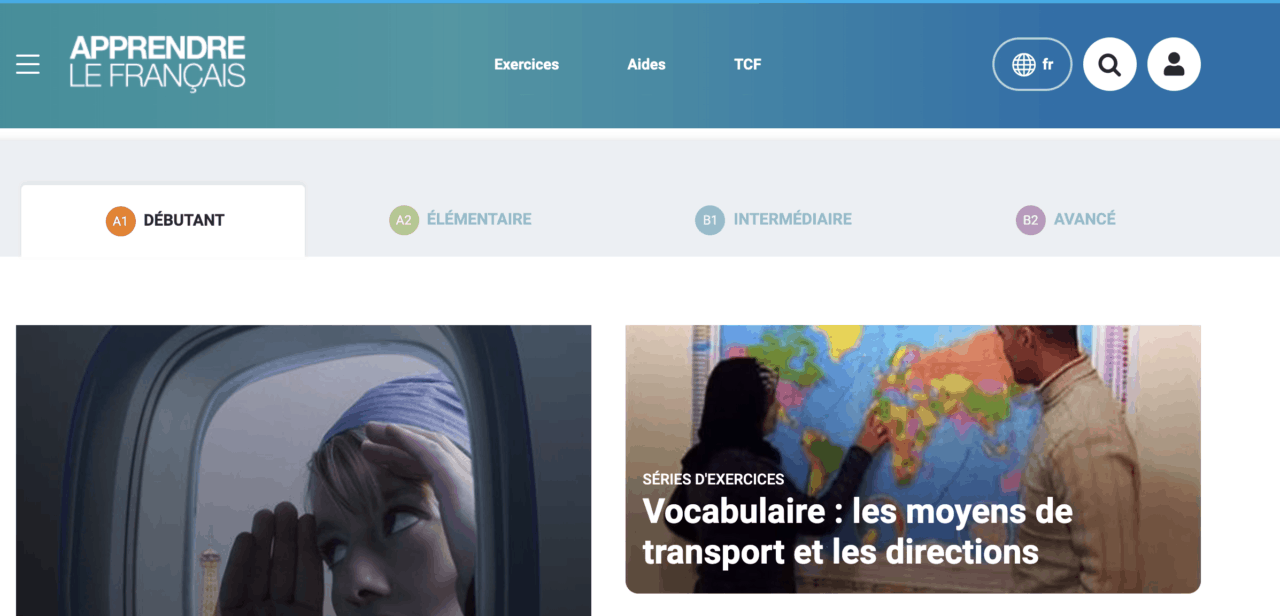 APPRENDRE
LE FRANÇAIS
Exercices
Aides
TCF
fr
A1 DÉBUTANT
A2 ÉLÉMENTAIRE
B1 INTERMÉDIAIRE
B2 AVANCÉ
SÉRIES D'EXERCICES
Vocabulaire : les moyens de
transport et les directions